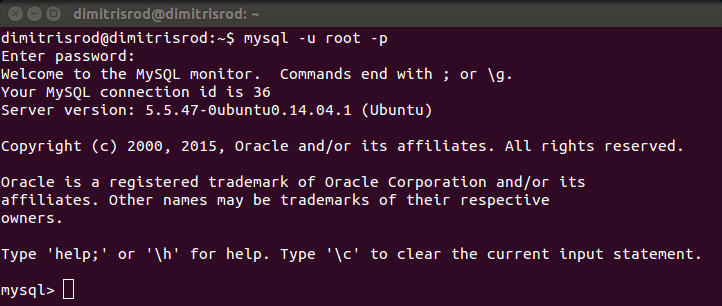 dimitrisrod@dimitrisrod: ~
dimitrisrod@dimitrisrod:~$ mysql -u root -p
Enter password:
Welcome to the MySQL monitor.  Commands end with ; or \g.
Your MySQL connection id is 36
Server version: 5.5.47-0ubuntu0.14.04.1 (Ubuntu)
Copyright (c) 2000, 2015, Oracle and/or its affiliates. All rights reserved.
Oracle is a registered trademark of Oracle Corporation and/or its
affiliates. Other names may be trademarks of their respective
owners.
Type 'help;' or '\h' for help. Type '\c' to clear the current input statement.
mysql>